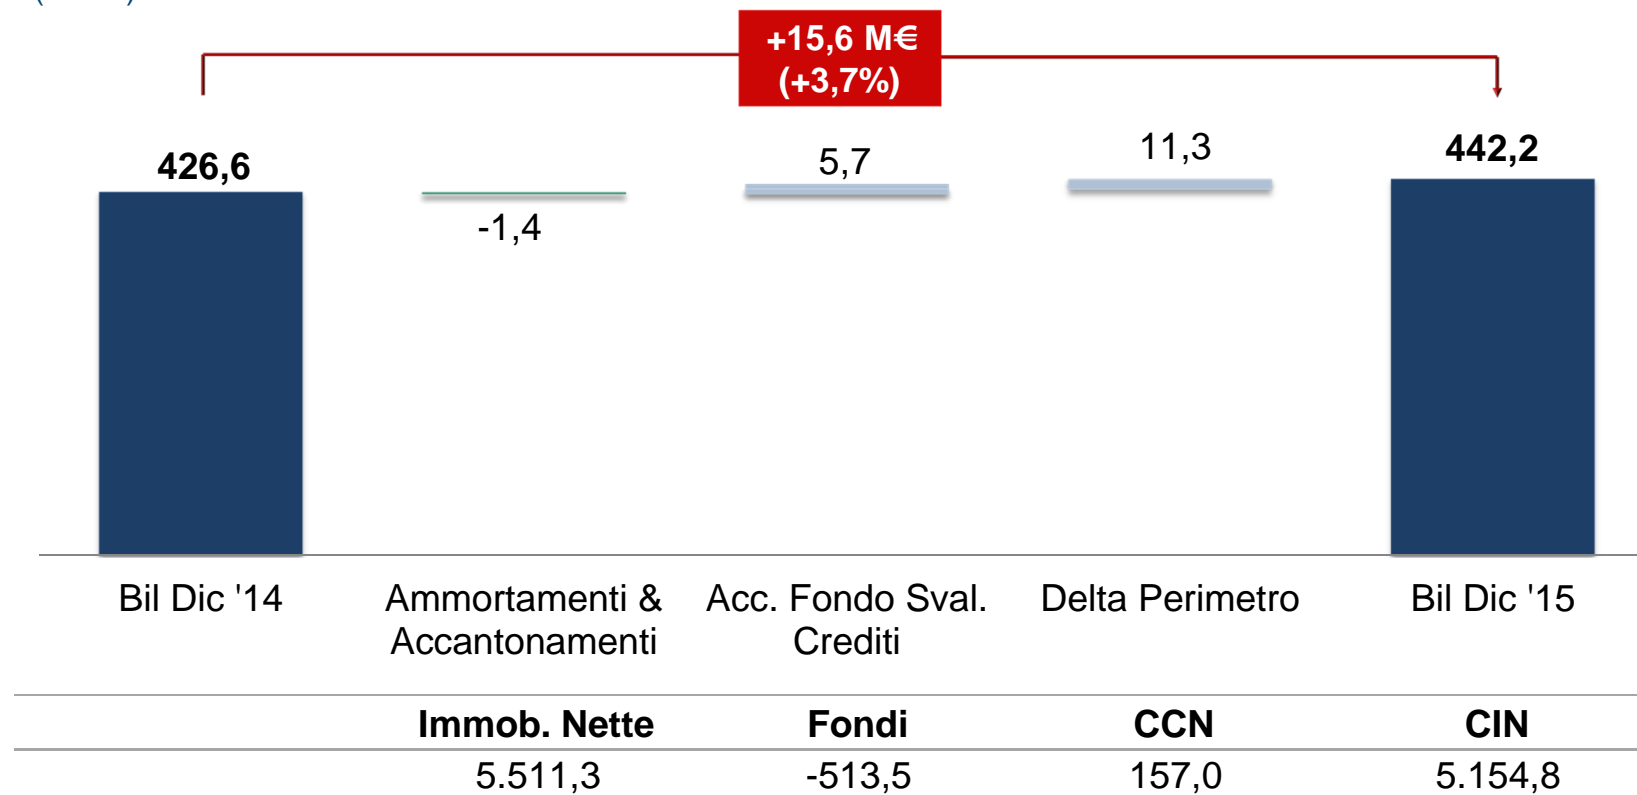 +15,6 M€
(+3,7%)
426,6
-1,4
5,7
11,3
442,2
Bil Dic '14
Ammortamenti &
Accantonamenti
Acc. Fondo Sval.
Crediti
Delta Perimetro
Bil Dic '15
Immob. Nette Fondi CCN CIN
5.511,3 -513,5 157,0 5.154,8